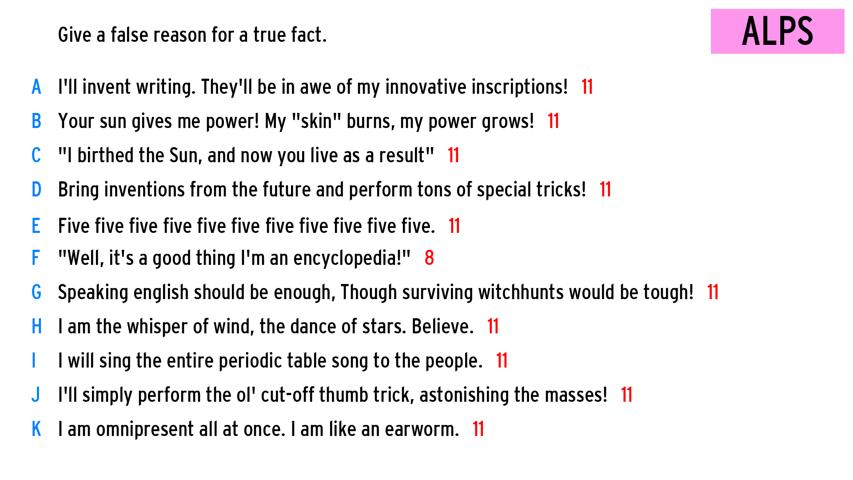 Give a false reason for a true fact.
ALPS
A I'll invent writing. They'll be in awe of my innovative inscriptions! 11
B Your sun gives me power! My "skin" burns, my power grows! 11
C "I birthed the Sun, and now you live as a result" 11
D Bring inventions from the future and perform tons of special tricks! 11
E Five five five five five five five five five five five. 11
F "Well, it's a good thing I'm an encyclopedia!" 8
G Speaking english should be enough, Though surviving witchhunts would be tough! 11
H I am the whisper of wind, the dance of stars. Believe. 11
I I will sing the entire periodic table song to the people. 11
J I'll simply perform the ol' cut-off thumb trick, astonishing the masses! 11
K I am omnipresent all at once. I am like an earworm. 11